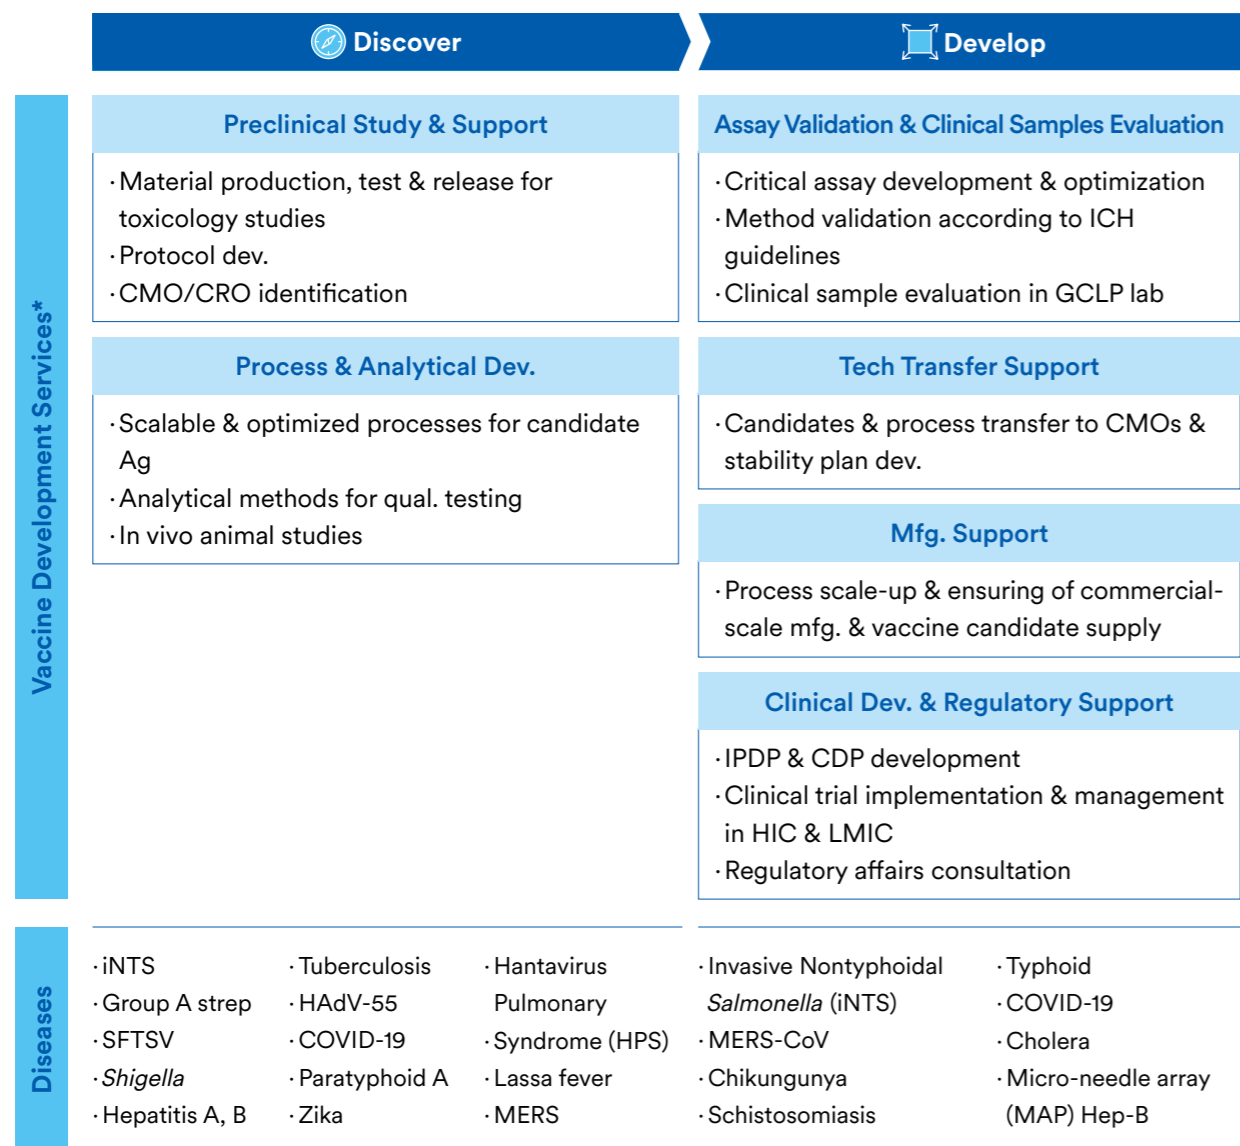 Discover
Develop
Vaccine Development Services*
Preclinical Study & Support
·Material production, test & release for
toxicology studies
·Protocol dev.
·CMO/CRO identification
Process & Analytical Dev.
·Scalable & optimized processes for candidate
Ag
·Analytical methods for qual. testing
·In vivo animal studies
Assay Validation & Clinical Samples Evaluation
·Critical assay development & optimization
·Method validation according to ICH
guidelines
·Clinical sample evaluation in GCLP lab
Tech Transfer Support
·Candidates & process transfer to CMOs &
stability plan dev.
Mfg. Support
·Process scale-up & ensuring of commercial-
scale mfg. & vaccine candidate supply
Clinical Dev. & Regulatory Support
·IPDP & CDP development
·Clinical trial implementation & management
in HIC & LMIC
·Regulatory affairs consultation
Diseases
·iNTS
·Group A strep
·SFTSV
·Shigella
·Hepatitis A, B
·Tuberculosis
·HAdV-55
·COVID-19
·Paratyphoid A
·Zika
·Hantavirus
Pulmonary
·Syndrome (HPS)
·Lassa fever
·MERS
·Invasive Nontyphoidal
Salmonella (iNTS)
·MERS-CoV
·Chikungunya
·Schistosomiasis
·Typhoid
·COVID-19
·Cholera
·Micro-needle array
(MAP) Hep-B